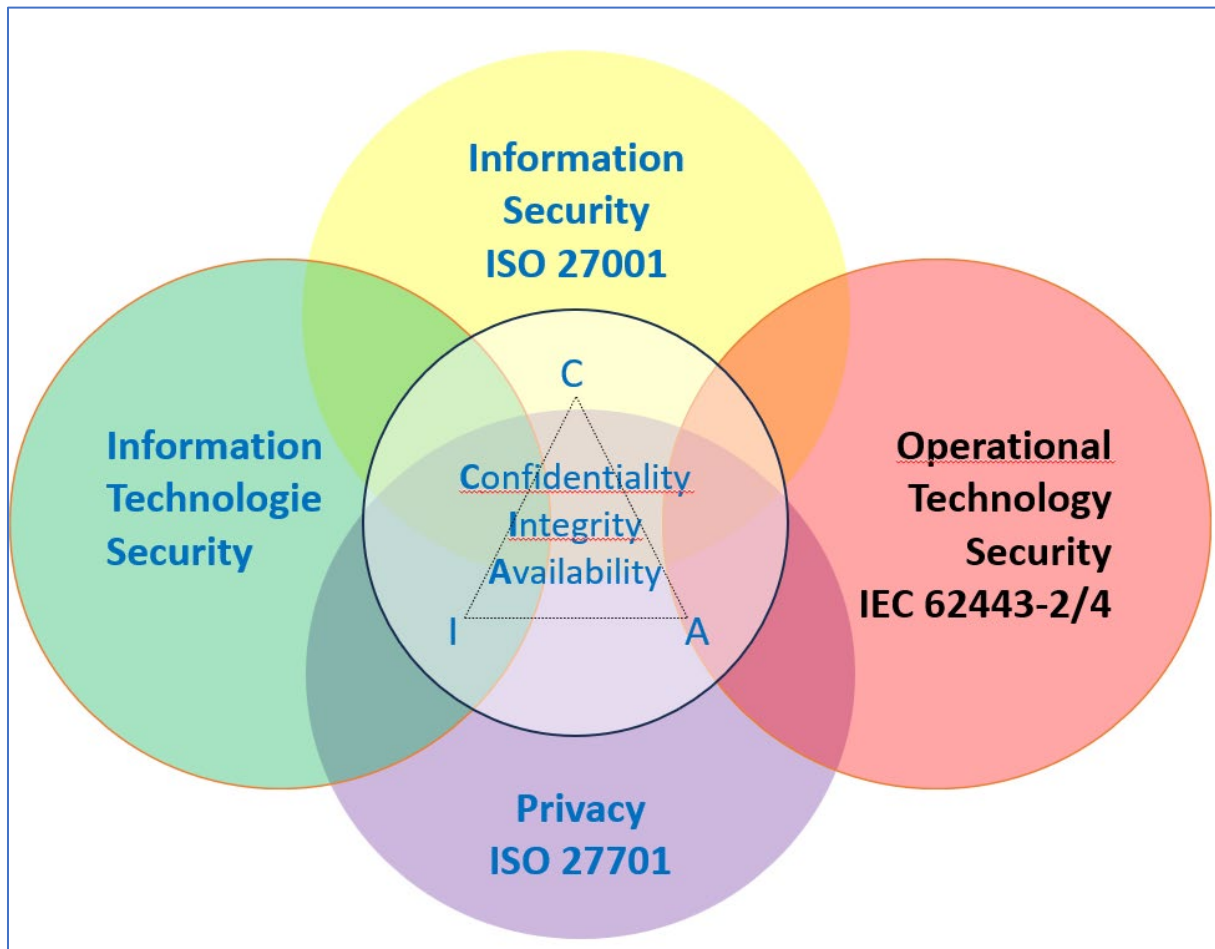 Information
Security
ISO 27001
Information
Technologie
Security
C
Confidentiality
Integrity
Availability
I
A
Operational
Technology
Security
IEC 62443-2/4
Privacy
ISO 27701